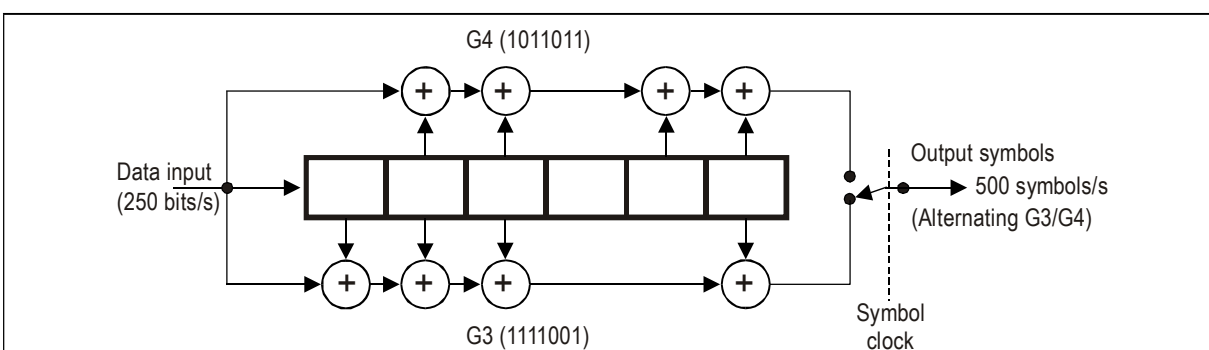 G4 (1011011)
+ + + +
Data input
(250 bits/s)
Output symbols
500 symbols/s
(Alternating G3/G4)
+ + + +
G3 (1111001)
Symbol
clock